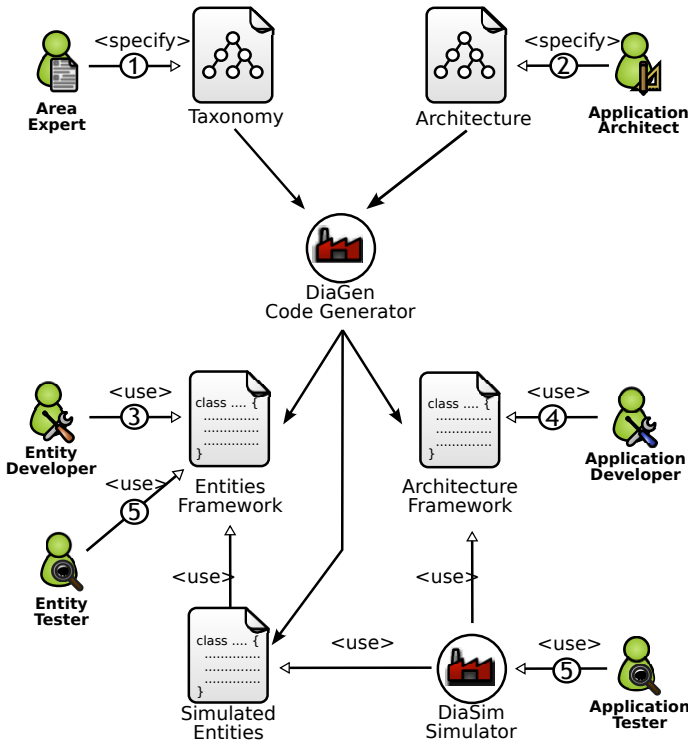 <specify>
1
Area
Expert
Taxonomy
<specify>
2
Architecture
Application
Architect
DiaGen
Code Generator
<use>
3
Entity
Developer
class .... {
..............
..............
..............
}
Entities
Framework
class .... {
..............
..............
..............
}
Architecture
Framework
<use>
4
Application
Developer
<use>
5
Entity
Tester
<use>
<use>
class .... {
..............
..............
..............
}
Simulated
Entities
<use>
DiaSim
Simulator
<use>
5
Application
Tester